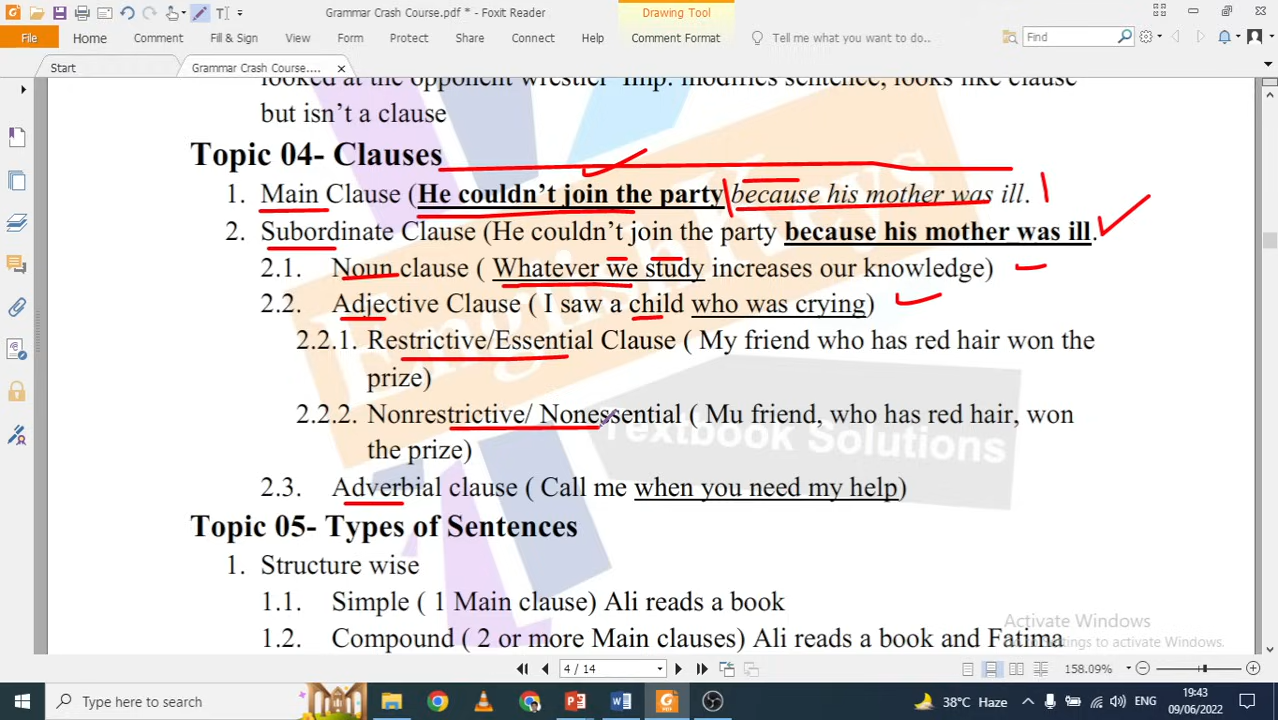 Grammar Crash Course.pdf * - Foxit Reader
Drawing Tool
File Home Comment Fill & Sign View Form Protect Share Connect Help Comment Format Tell me what you want to do.. Find
Start Grammar Crash Course....
looked at the opponent wrestler Imp: modifies sentence, looks like clause
but isn't a clause
Topic 04- Clauses
1. Main Clause (He couldn't join the party because his mother was ill.
2. Subordinate Clause (He couldn't join the party because his mother was ill.
2.1. Noun clause ( Whatever we study increases our knowledge)
2.2. Adjective Clause ( I saw a child who was crying)
2.2.1. Restrictive/Essential Clause ( My friend who has red hair won the
prize)
2.2.2. Nonrestrictive/ Nonessential ( Mu friend, who has red hair, won
the prize)
2.3. Adverbial clause ( Call me when you need my help)
Topic 05- Types of Sentences
1. Structure wise
1.1. Simple ( 1 Main clause) Ali reads a book
1.2. Compound ( 2 or more Main clauses) Ali reads a book and Fatima
English Keys
Textbook Solutions
Activate Windows
Settings to activate Windows.
4 / 14
158.09%
Type here to search
38°C Haze
ENG
19:43
09/06/2022